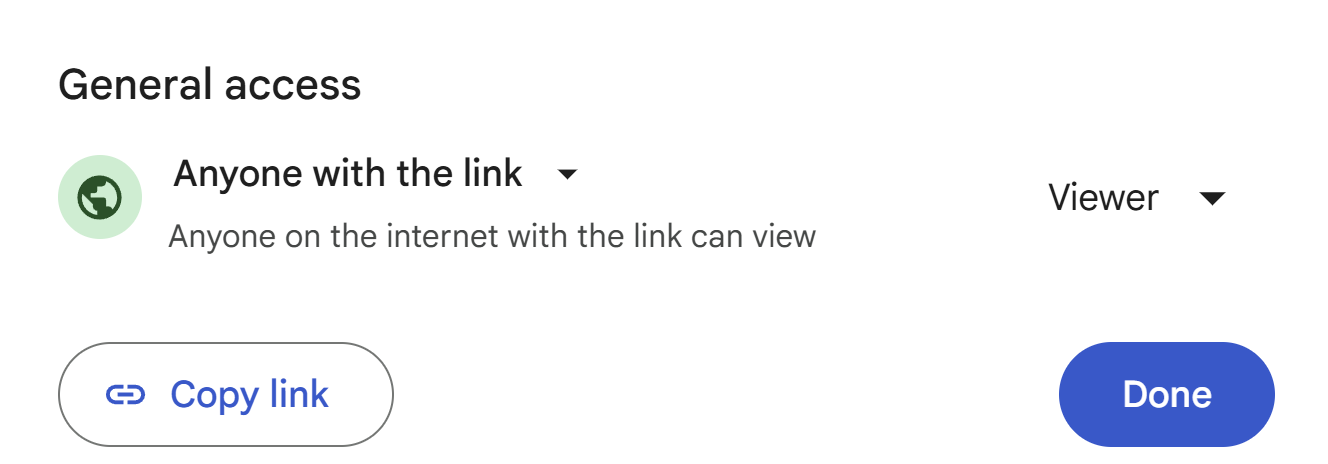 General access
Anyone with the link
Viewer
Anyone on the internet with the link can view
Copy link
Done